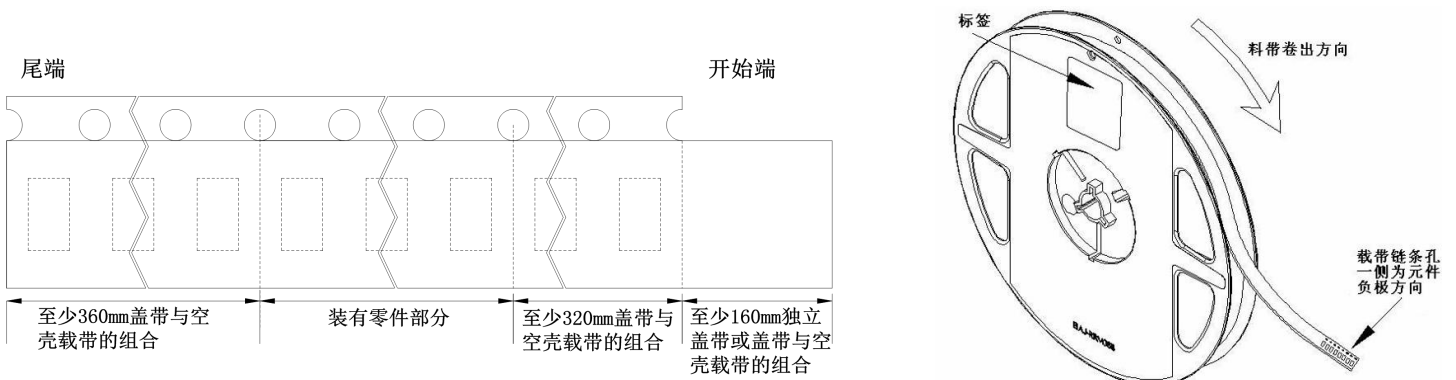 尾端
开始端
至少360mm盖带与空
壳载带的组合
装有零件部分
至少320mm盖带与
空壳载带的组合
至少160mm独立
盖带或盖带与空
壳载带的组合
标签
料带卷出方向
载带链条孔
一侧为元件
负极方向